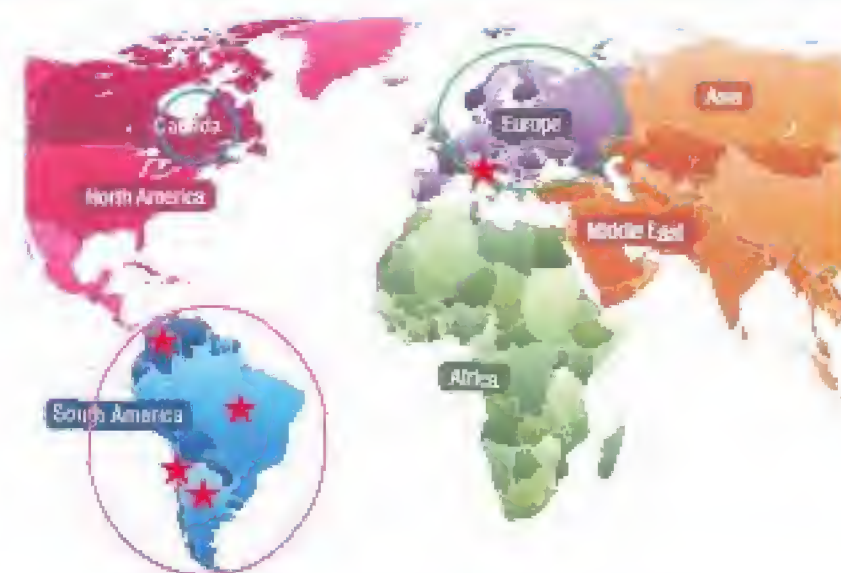 Canada
North America
Europe
Asia
Middle East
South America
Africa